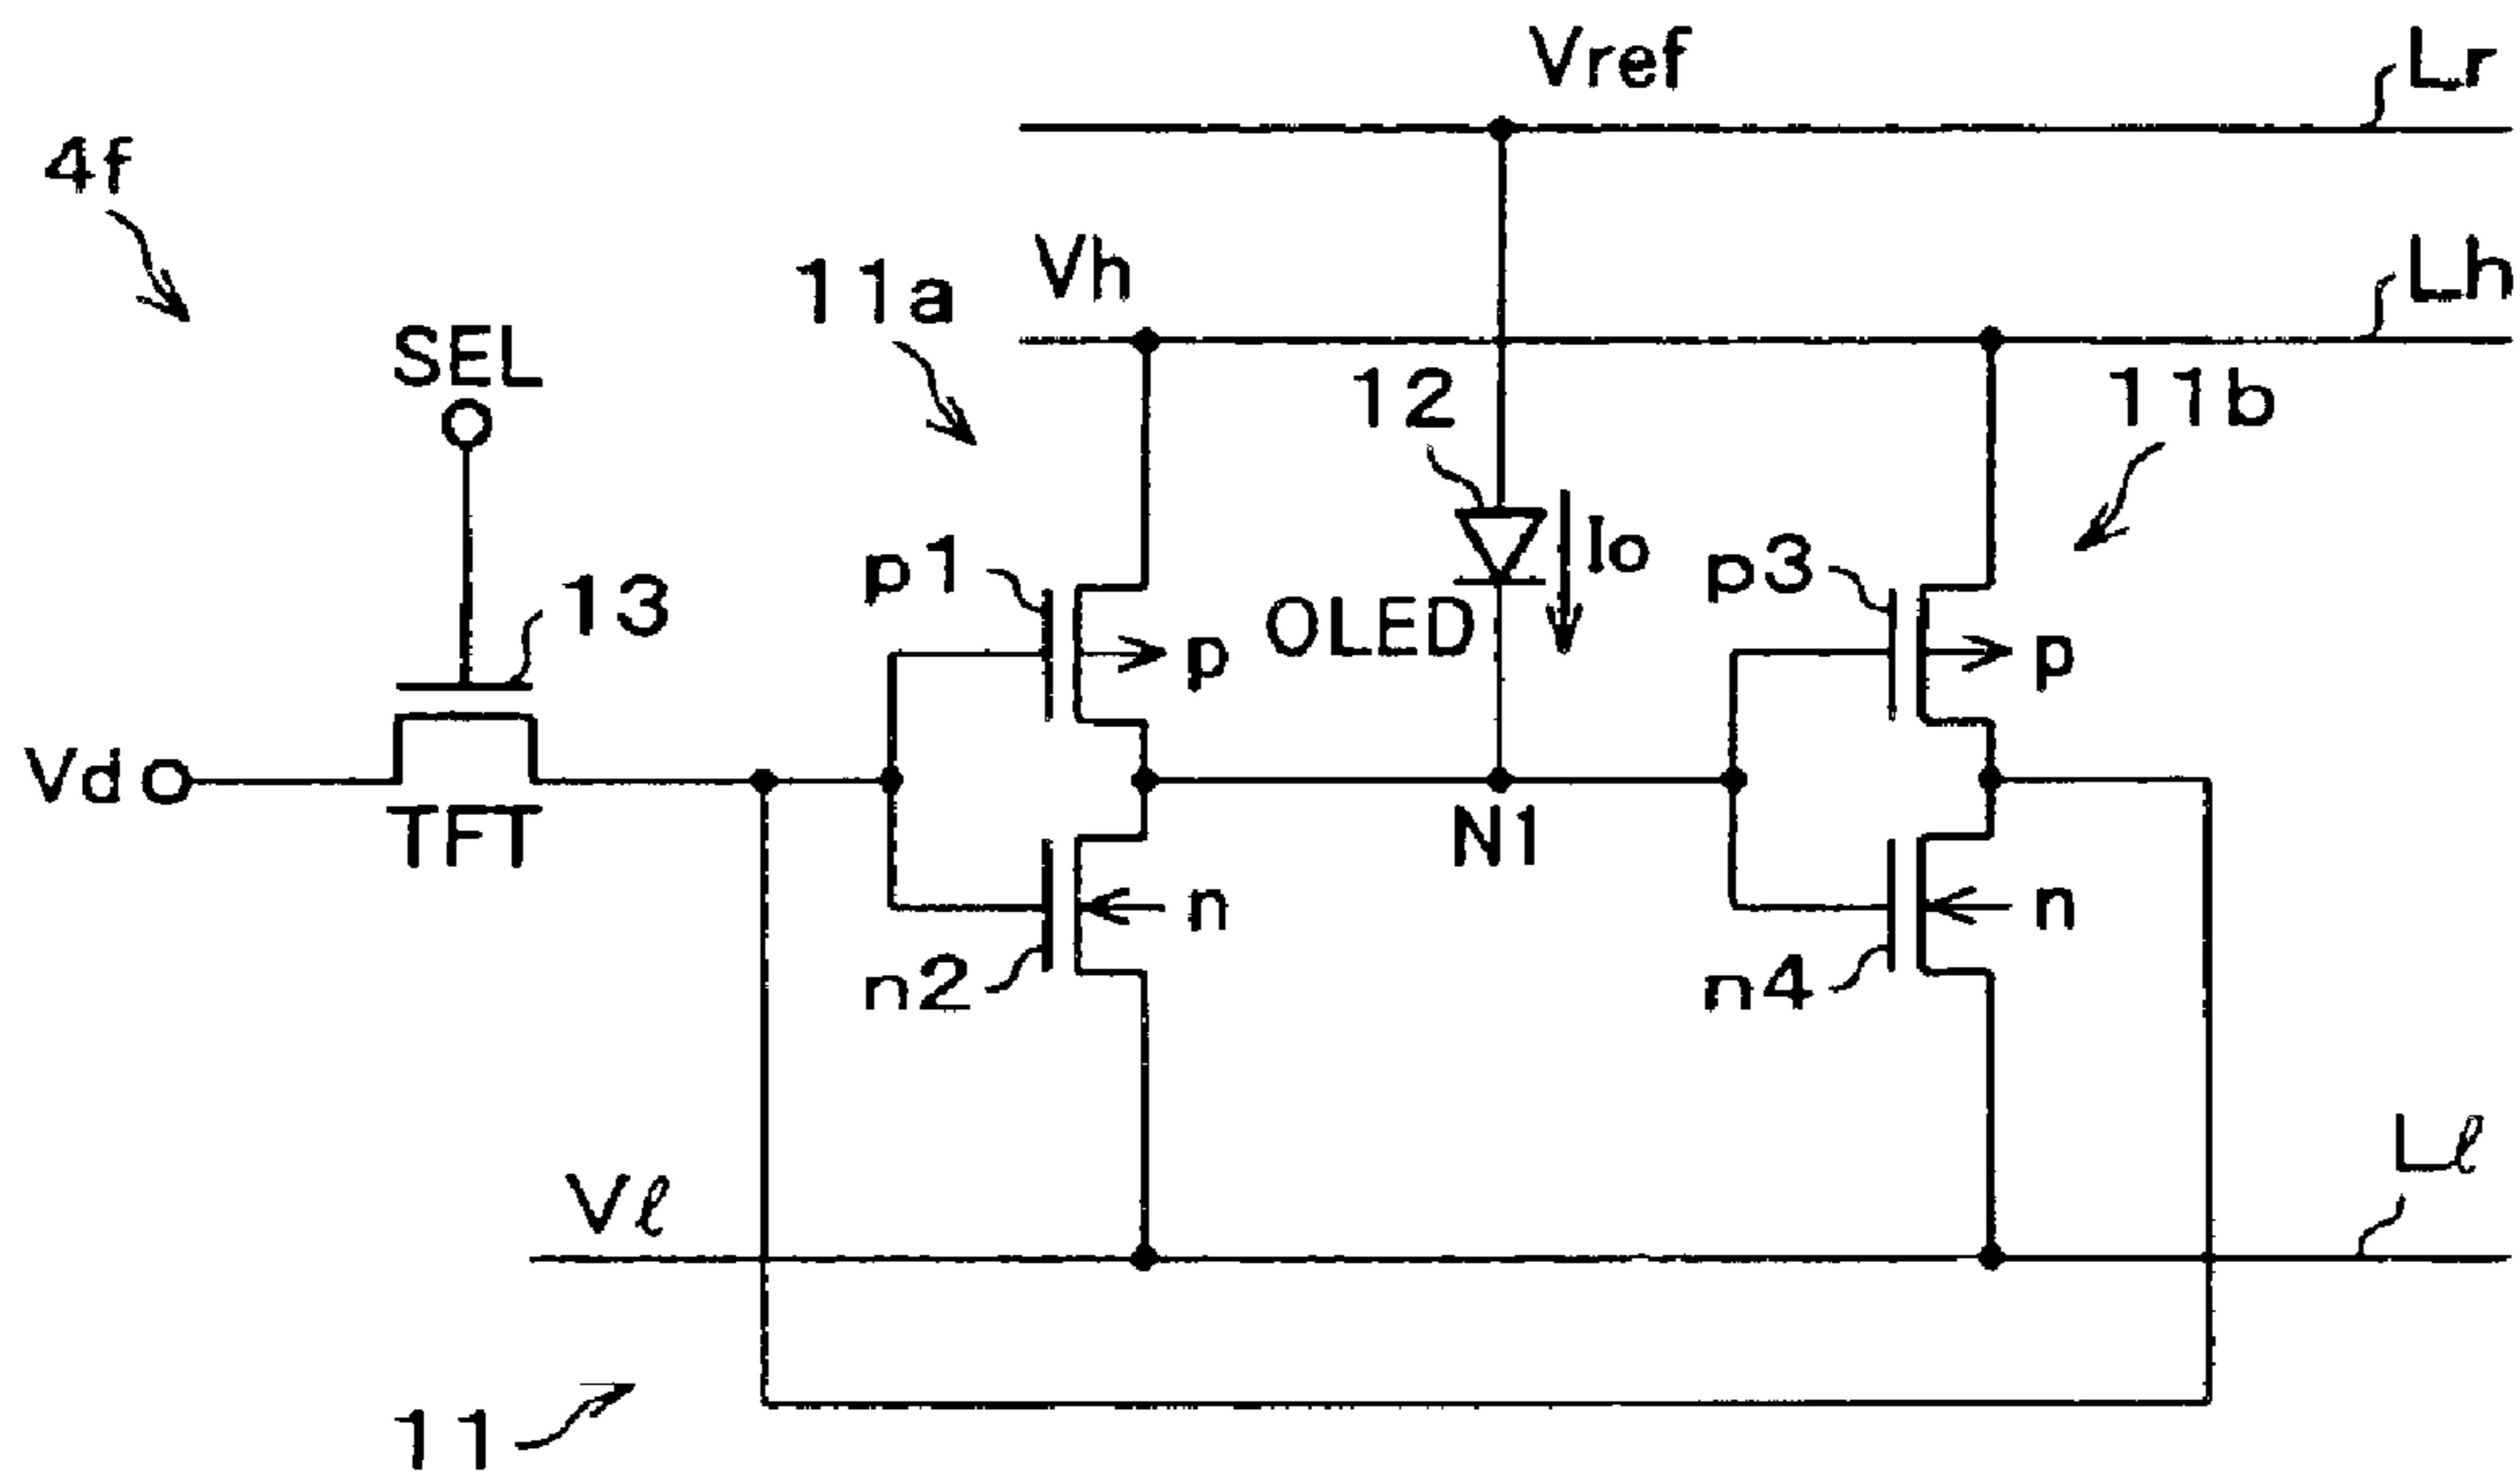 Vref
Lr
4f
Vh
Lh
11a
SEL
12
11b
p1
Io
p3
13
OLED
p
p
Vd
TFT
N1
n
n
n2
n4
Vℓ
Lℓ
11